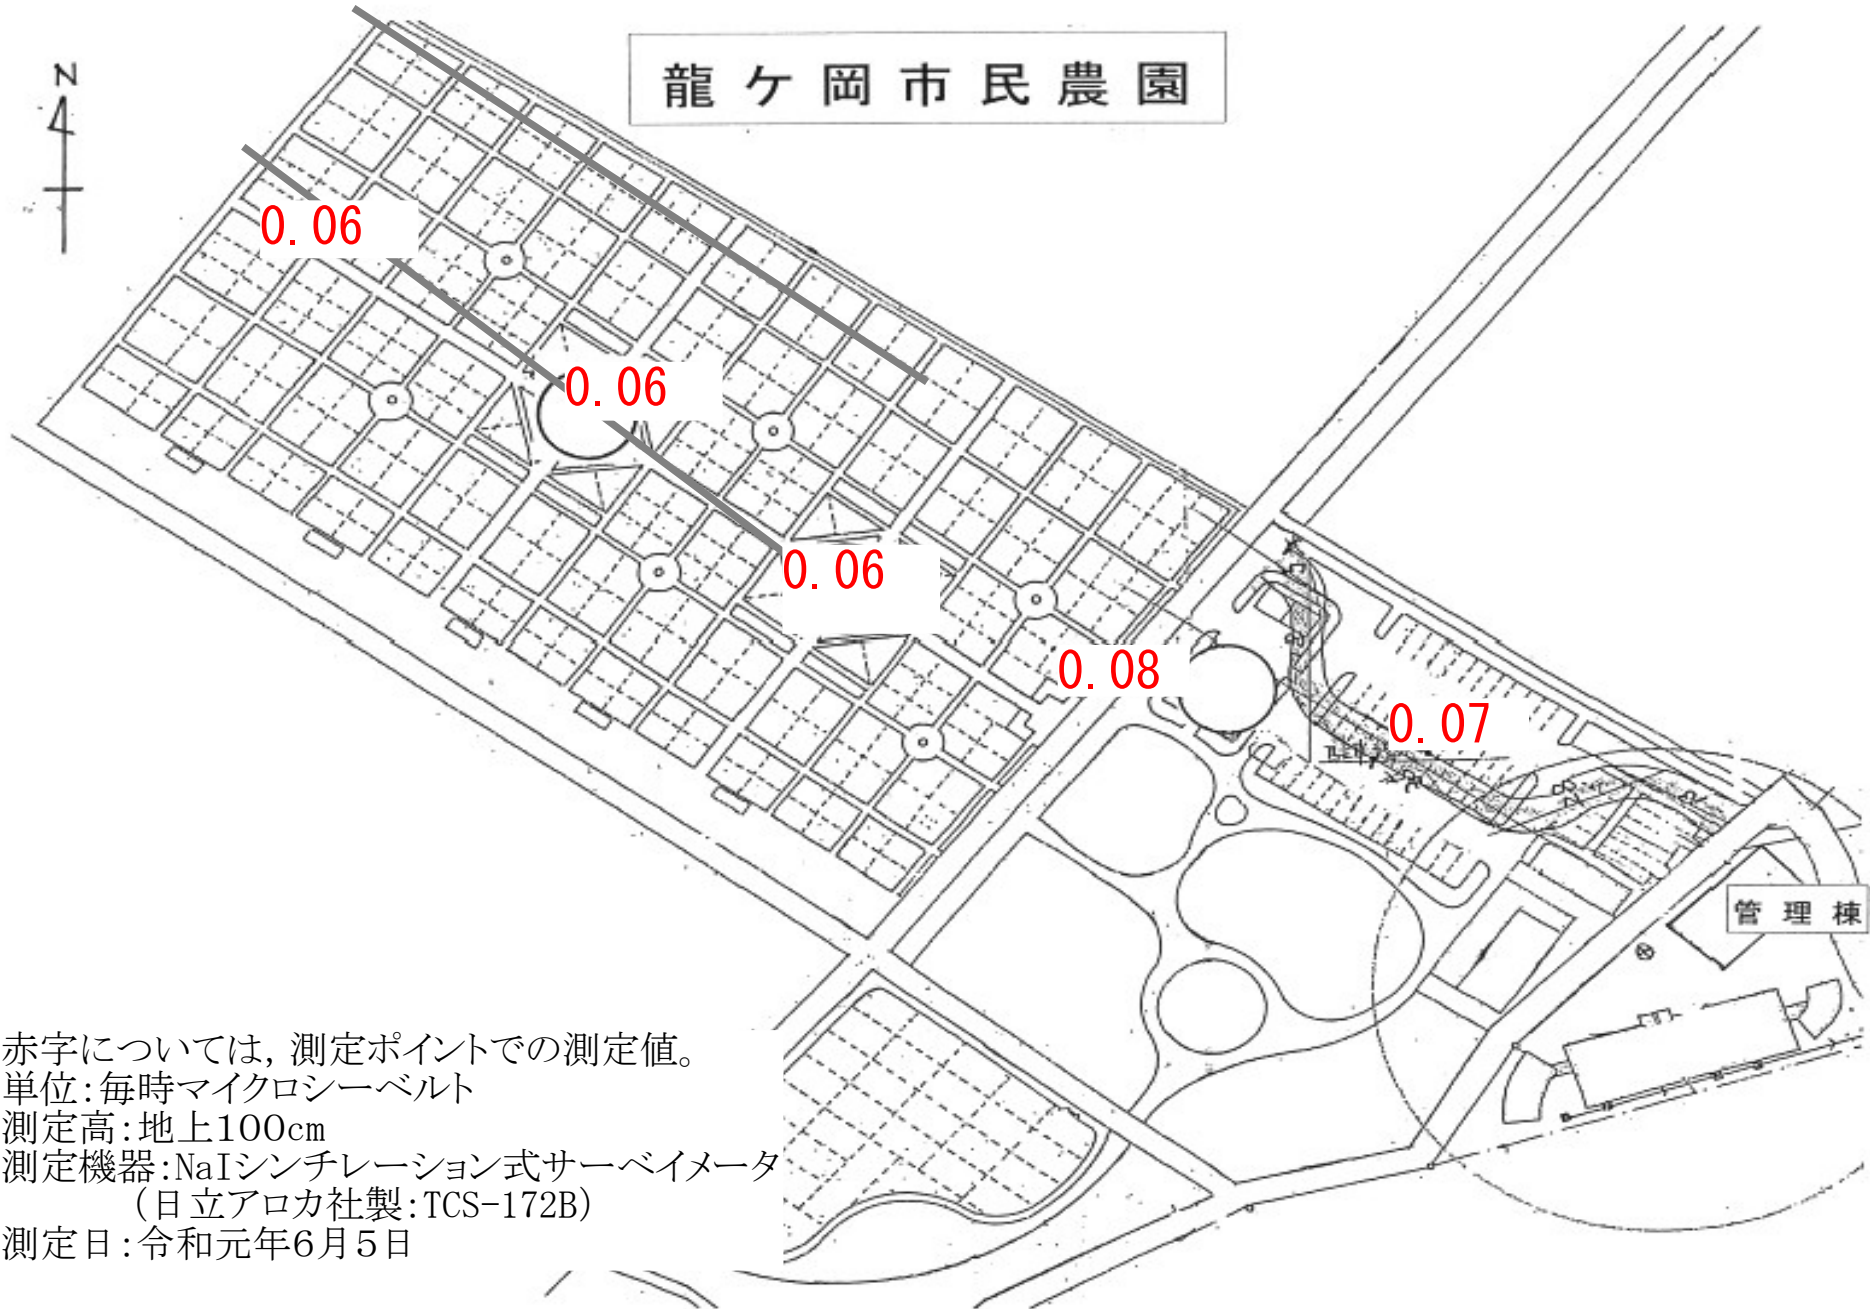 龍ケ岡市民農園
N
0.06
0.06
0.06
0.08
0.07
管理棟
赤字については，測定ポイントでの測定値。
単位：毎時マイクロシーベルト
測定高：地上100cm
測定機器：NaIシンチレーション式サーベイメータ
（日立アロカ社製：TCS-172B）
測定日：令和元年6月5日